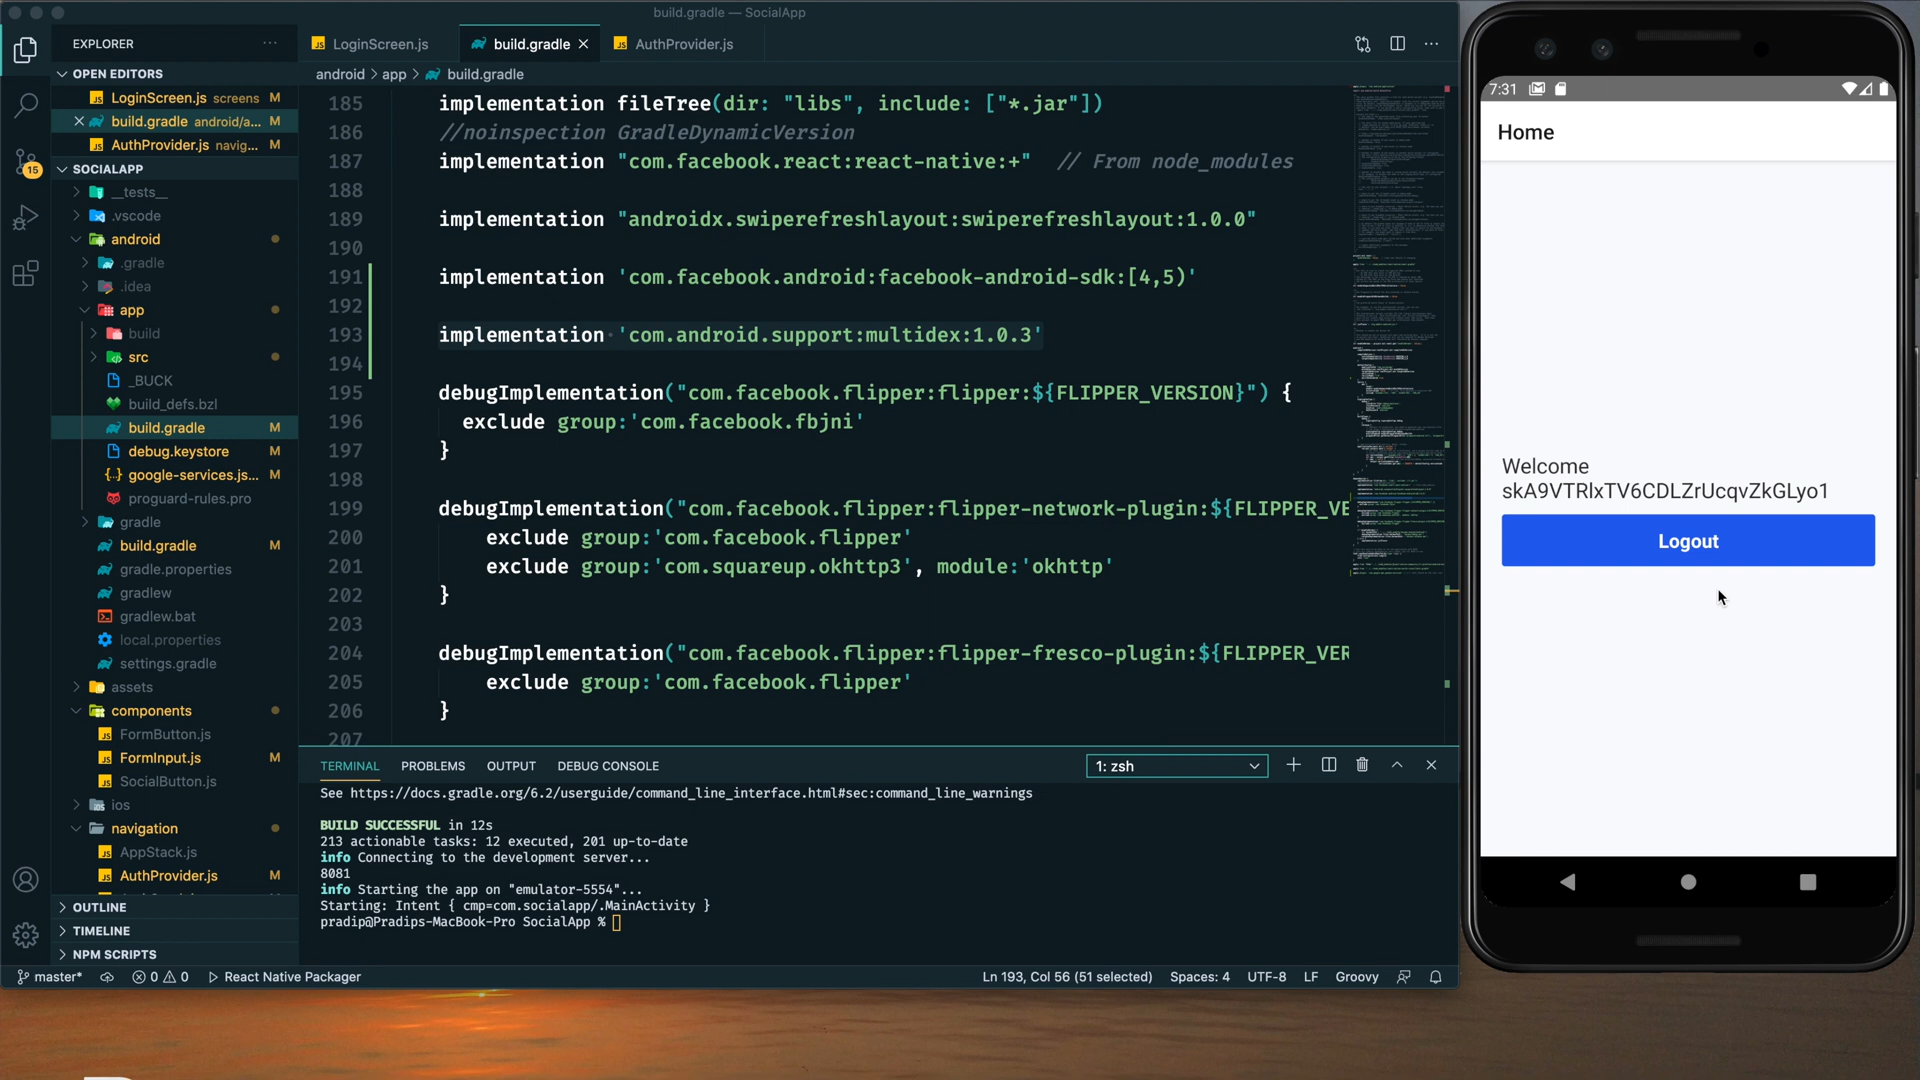 build.gradle — SocialApp
EXPLORER
LoginScreen.js
build.gradle
AuthProvider.js
OPEN EDITORS
android > app > build.gradle
LoginScreen.js screens M
build.gradle android/a... M
AuthProvider.js navig... M
SOCIALAPP
__tests__
.vscode
android
.gradle
.idea
app
build
src
_BUCK
build_defs.bzl
build.gradle M
debug.keystore M
google-services.js... M
proguard-rules.pro
gradle
build.gradle M
gradle.properties
gradlew
gradlew.bat
local.properties
settings.gradle
assets
components
FormButton.js
FormInput.js M
SocialButton.js
ios
navigation
AppStack.js
AuthProvider.js M
OUTLINE
TIMELINE
NPM SCRIPTS
15
185 implementation fileTree(dir: "libs", include: ["*.jar"])
186 //noinspection GradleDynamicVersion
187 implementation "com.facebook.react:react-native:+" // From node_modules
188
189 implementation "androidx.swiperefreshlayout:swiperefreshlayout:1.0.0"
190
191 implementation 'com.facebook.android:facebook-android-sdk:[4,5)'
192
193 implementation 'com.android.support:multidex:1.0.3'
194
195 debugImplementation("com.facebook.flipper:flipper:${FLIPPER_VERSION}") {
196 exclude group:'com.facebook.fbjni'
197 }
198
199 debugImplementation("com.facebook.flipper:flipper-network-plugin:${FLIPPER_VE
200 exclude group:'com.facebook.flipper'
201 exclude group:'com.squareup.okhttp3', module:'okhttp'
202 }
203
204 debugImplementation("com.facebook.flipper:flipper-fresco-plugin:${FLIPPER_VER
205 exclude group:'com.facebook.flipper'
206 }
207
TERMINAL PROBLEMS OUTPUT DEBUG CONSOLE 1: zsh
See https://docs.gradle.org/6.2/userguide/command_line_interface.html#sec:command_line_warnings
BUILD SUCCESSFUL in 12s
213 actionable tasks: 12 executed, 201 up-to-date
info Connecting to the development server...
8081
info Starting the app on "emulator-5554"...
Starting: Intent { cmp=com.socialapp/.MainActivity }
pradip@Pradips-MacBook-Pro SocialApp %
master* 0 0 React Native Packager Ln 193, Col 56 (51 selected) Spaces: 4 UTF-8 LF Groovy
7:31
Home
Welcome
skA9VTRlxTV6CDLZrUcqvZkGLyo1
Logout